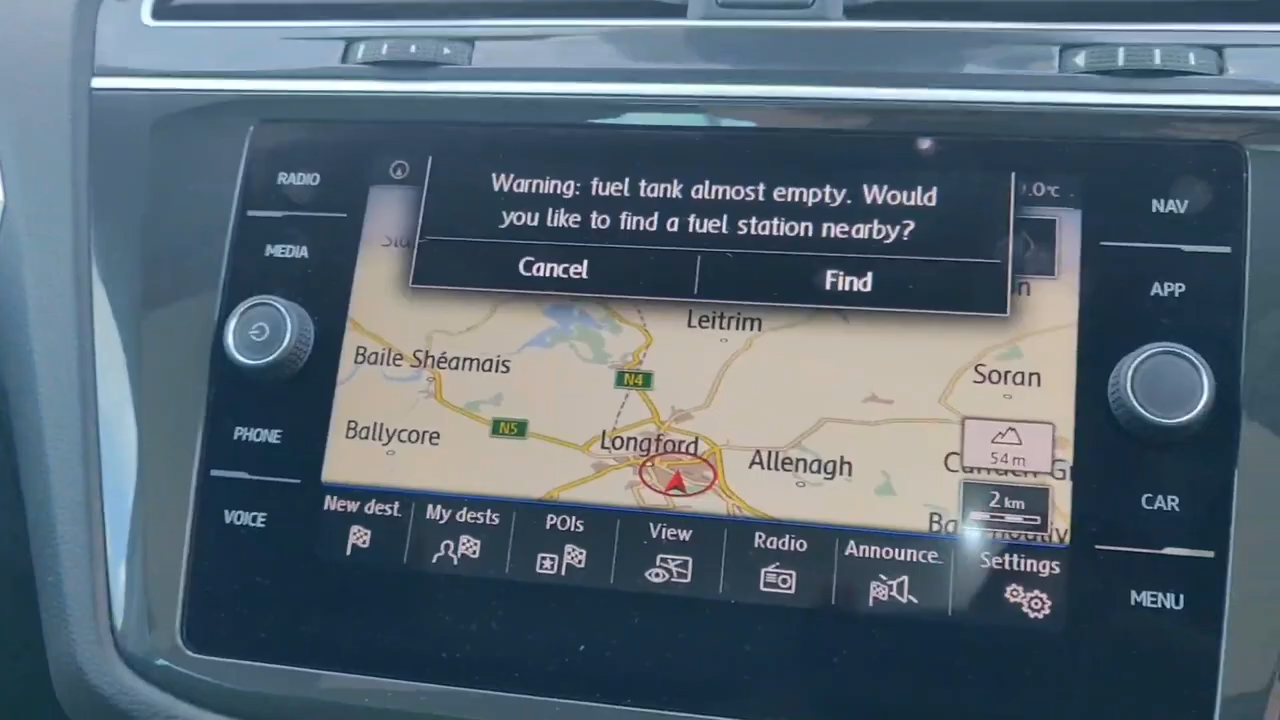 RADIO
MEDIA
PHONE
VOICE
Warning: fuel tank almost empty. Would
you like to find a fuel station nearby?
Cancel
Find
.0°C
NAV
APP
CAR
MENU
Leitrim
Baile Shéamais
N4
Soran
Ballycore
N5
Longford
Allenagh
54 m
2 km
New dest.
My dests
POIs
View
Radio
Announce.
Settings